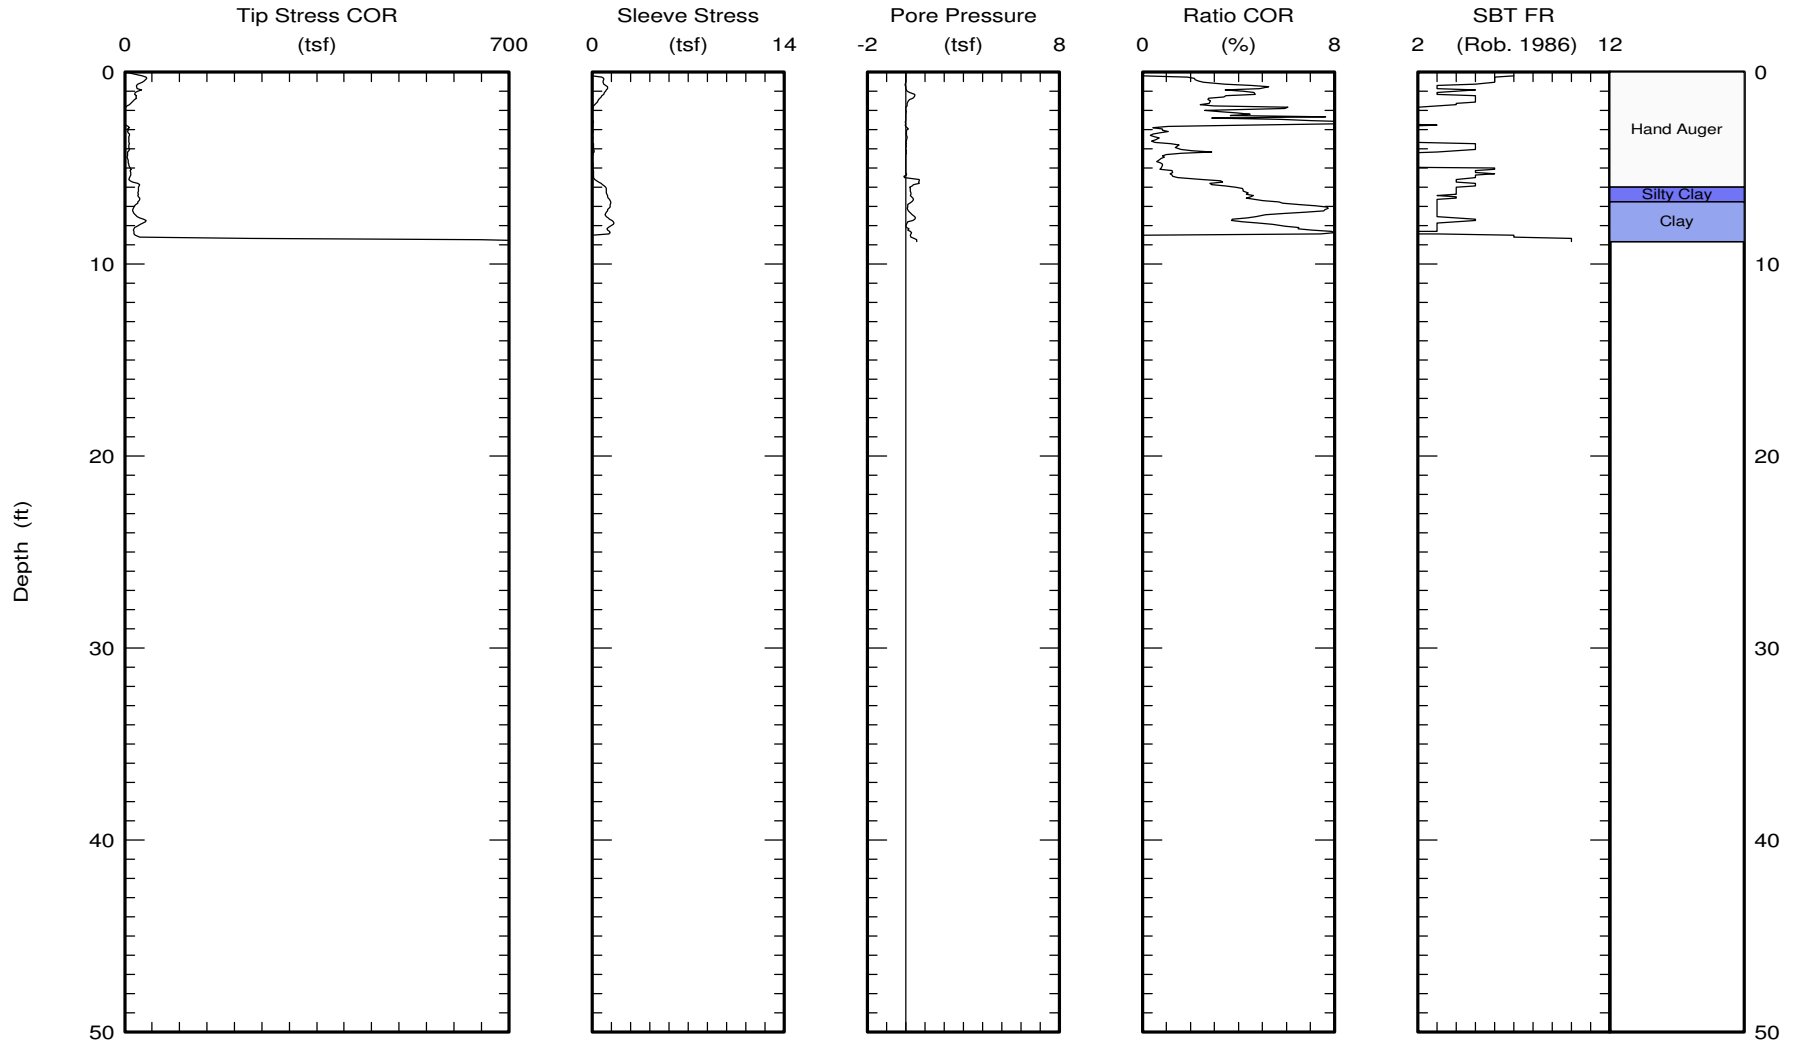 Tip Stress COR Sleeve Stress Pore Pressure Ratio COR SBT FR
0 (tsf) 700 0 (tsf) 14 -2 (tsf) 8 0 (%) 8 2 (Rob. 1986) 12
0 0
Hand Auger
Silty Clay
Clay
10 10
20 20
Depth (ft)
30 30
40 40
50 50